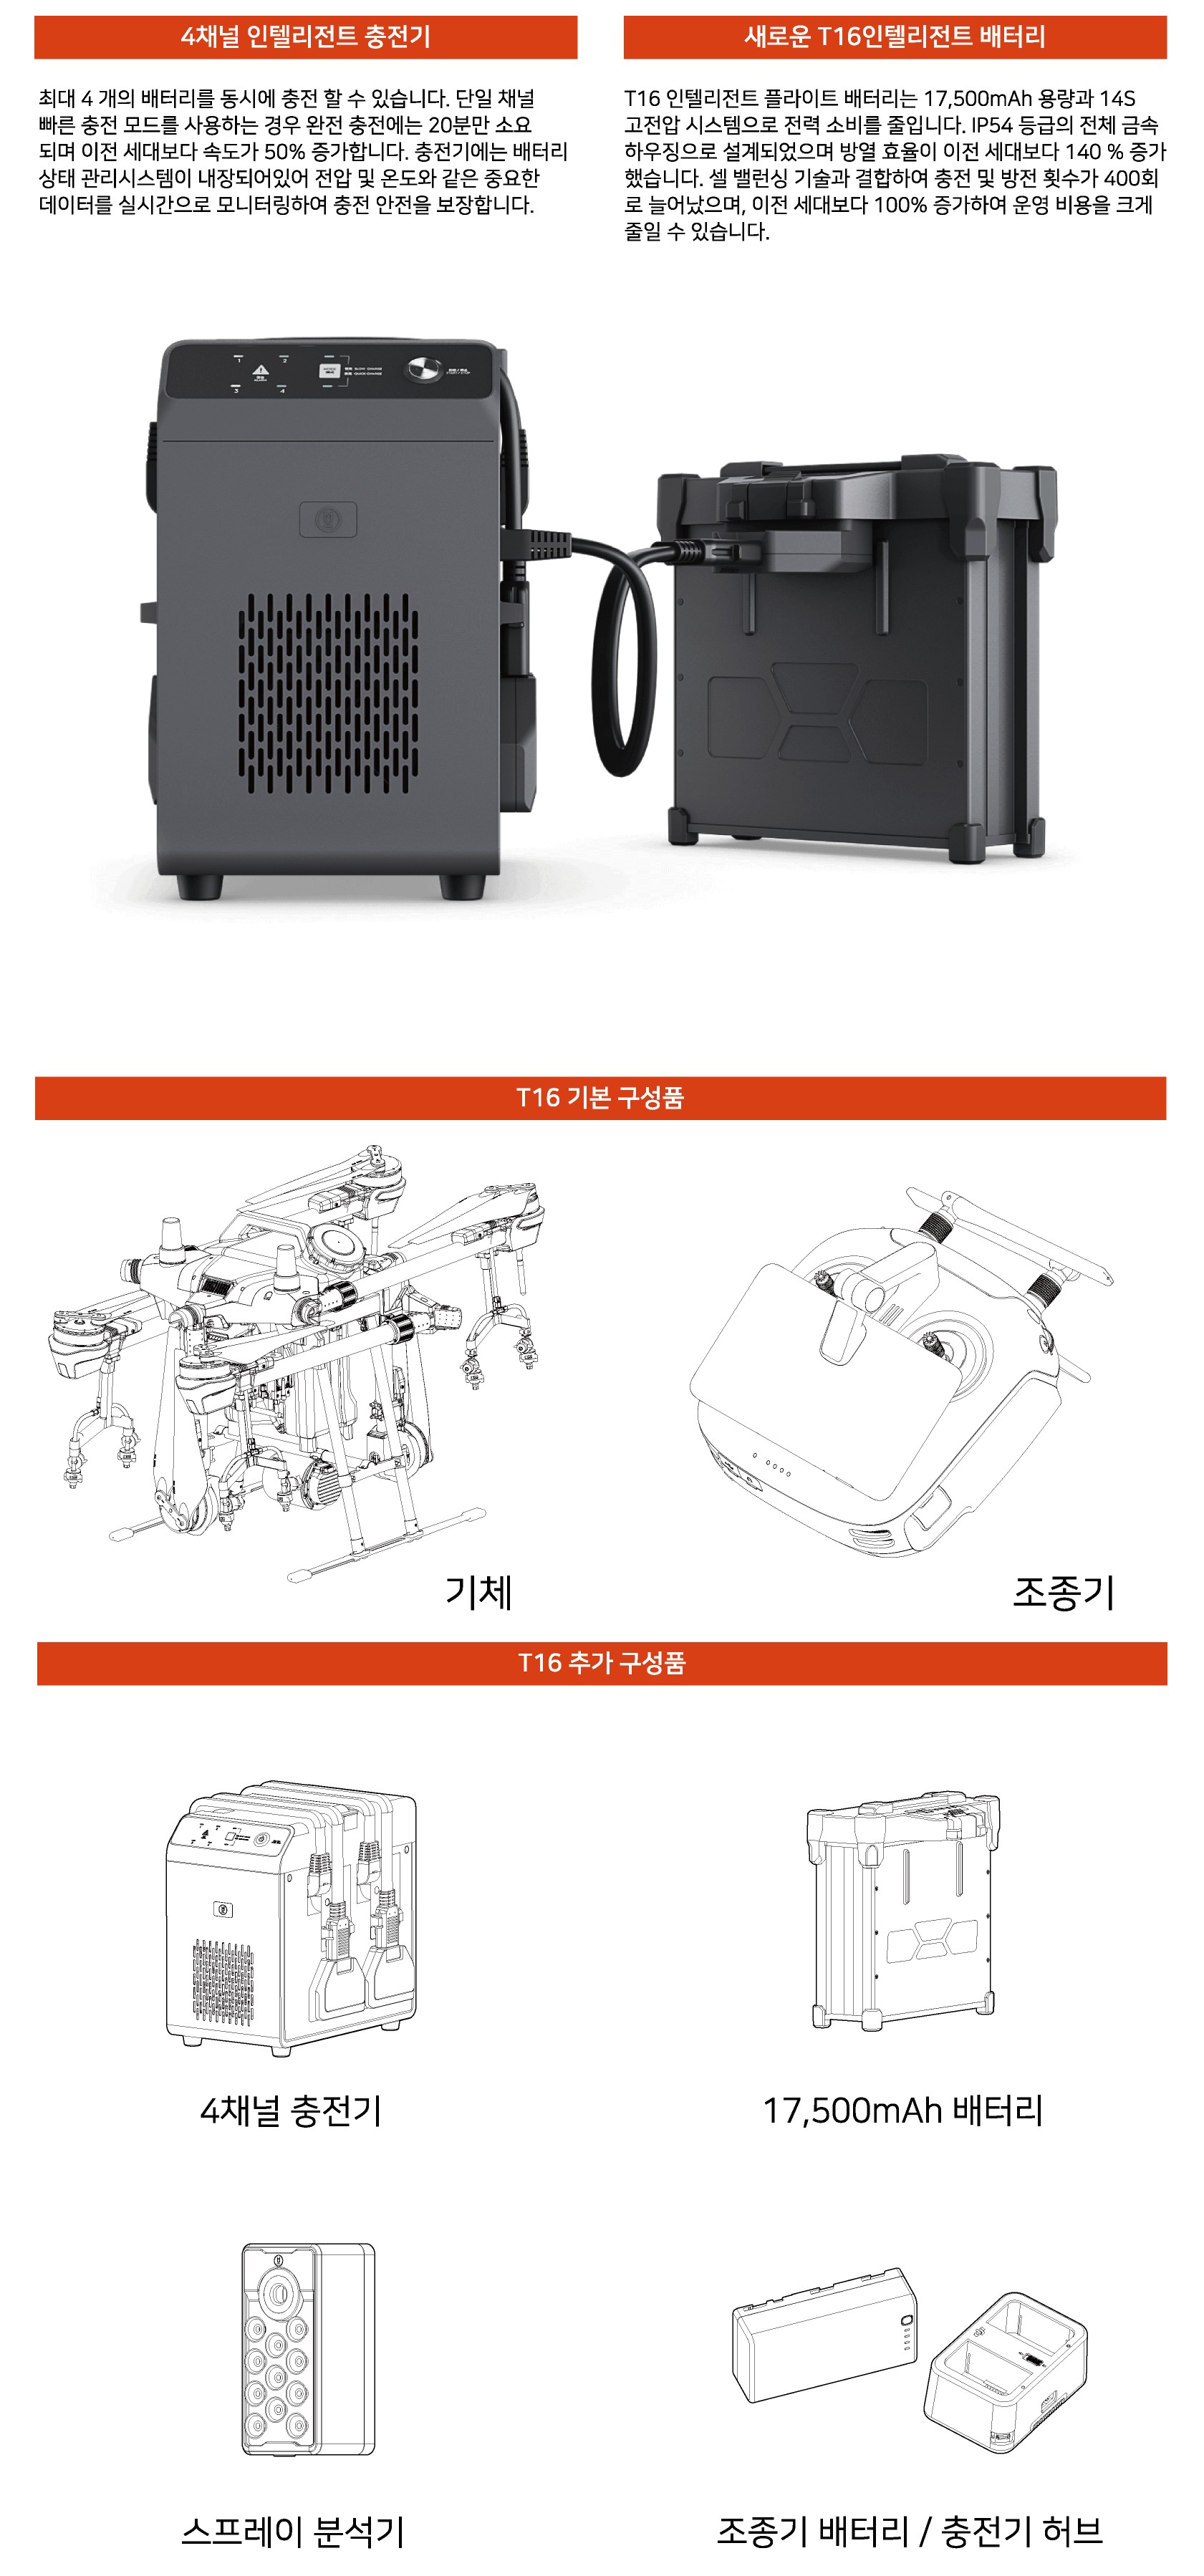 4채널 인텔리전트 충전기
최대 4 개의 배터리를 동시에 충전 할 수 있습니다. 단일 채널
빠른 충전 모드를 사용하는 경우 완전 충전에는 20분만 소요
되며 이전 세대보다 속도가 50% 증가합니다. 충전기에는 배터리
상태 관리시스템이 내장되어있어 전압 및 온도와 같은 중요한
데이터를 실시간으로 모니터링하여 충전 안전을 보장합니다.
새로운 T16인텔리전트 배터리
T16 인텔리전트 플라이트 배터리는 17,500mAh 용량과 14S
고전압 시스템으로 전력 소비를 줄입니다. IP54 등급의 전체 금속
하우징으로 설계되었으며 방열 효율이 이전 세대보다 140 % 증가
했습니다. 셀 밸런싱 기술과 결합하여 충전 및 방전 횟수가 400회
로 늘어났으며, 이전 세대보다 100% 증가하여 운영 비용을 크게
줄일 수 있습니다.
1 2
3 4
SLOW CHARGE
QUICK CHARGE
T16 기본 구성품
기체
조종기
T16 추가 구성품
4채널 충전기
17,500mAh 배터리
스프레이 분석기
조종기 배터리 / 충전기 허브